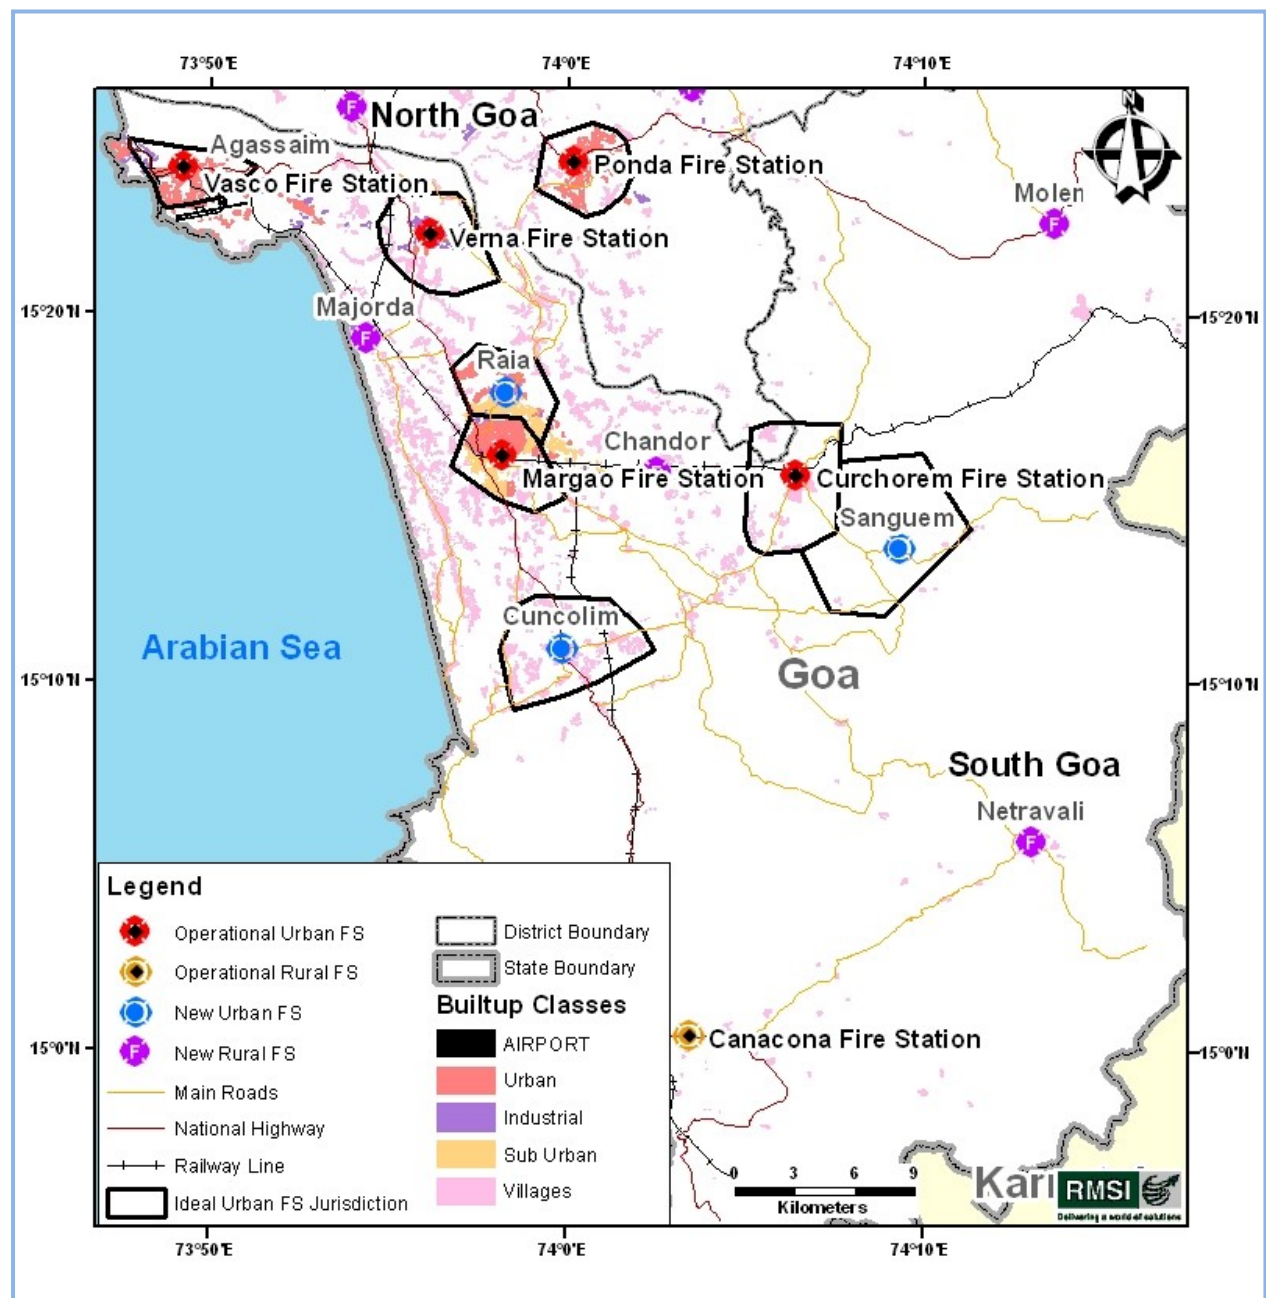 73°50'E 74°0'E 74°10'E
North Goa
Agassaim
Ponda Fire Station
Vasco Fire Station
Molen
N
Verna Fire Station
Majorda
15°20'N 15°20'N
Raia
Chandor
Margao Fire Station
Curchorem Fire Station
Sanguem
Cuncolim
Arabian Sea
Goa
15°10'N 15°10'N
South Goa
Netravali
F
F
F
F
Legend
Operational Urban FS
Operational Rural FS
New Urban FS
F New Rural FS
Main Roads
National Highway
Railway Line
Ideal Urban FS Jurisdiction
District Boundary
State Boundary
Builtup Classes
AIRPORT
Urban
Industrial
Sub Urban
Villages
15°0'N 15°0'N
Canacona Fire Station
0 3 6 9
Kilometers
Kar
RMSI
Delivering a world of solutions
73°50'E 74°0'E 74°10'E